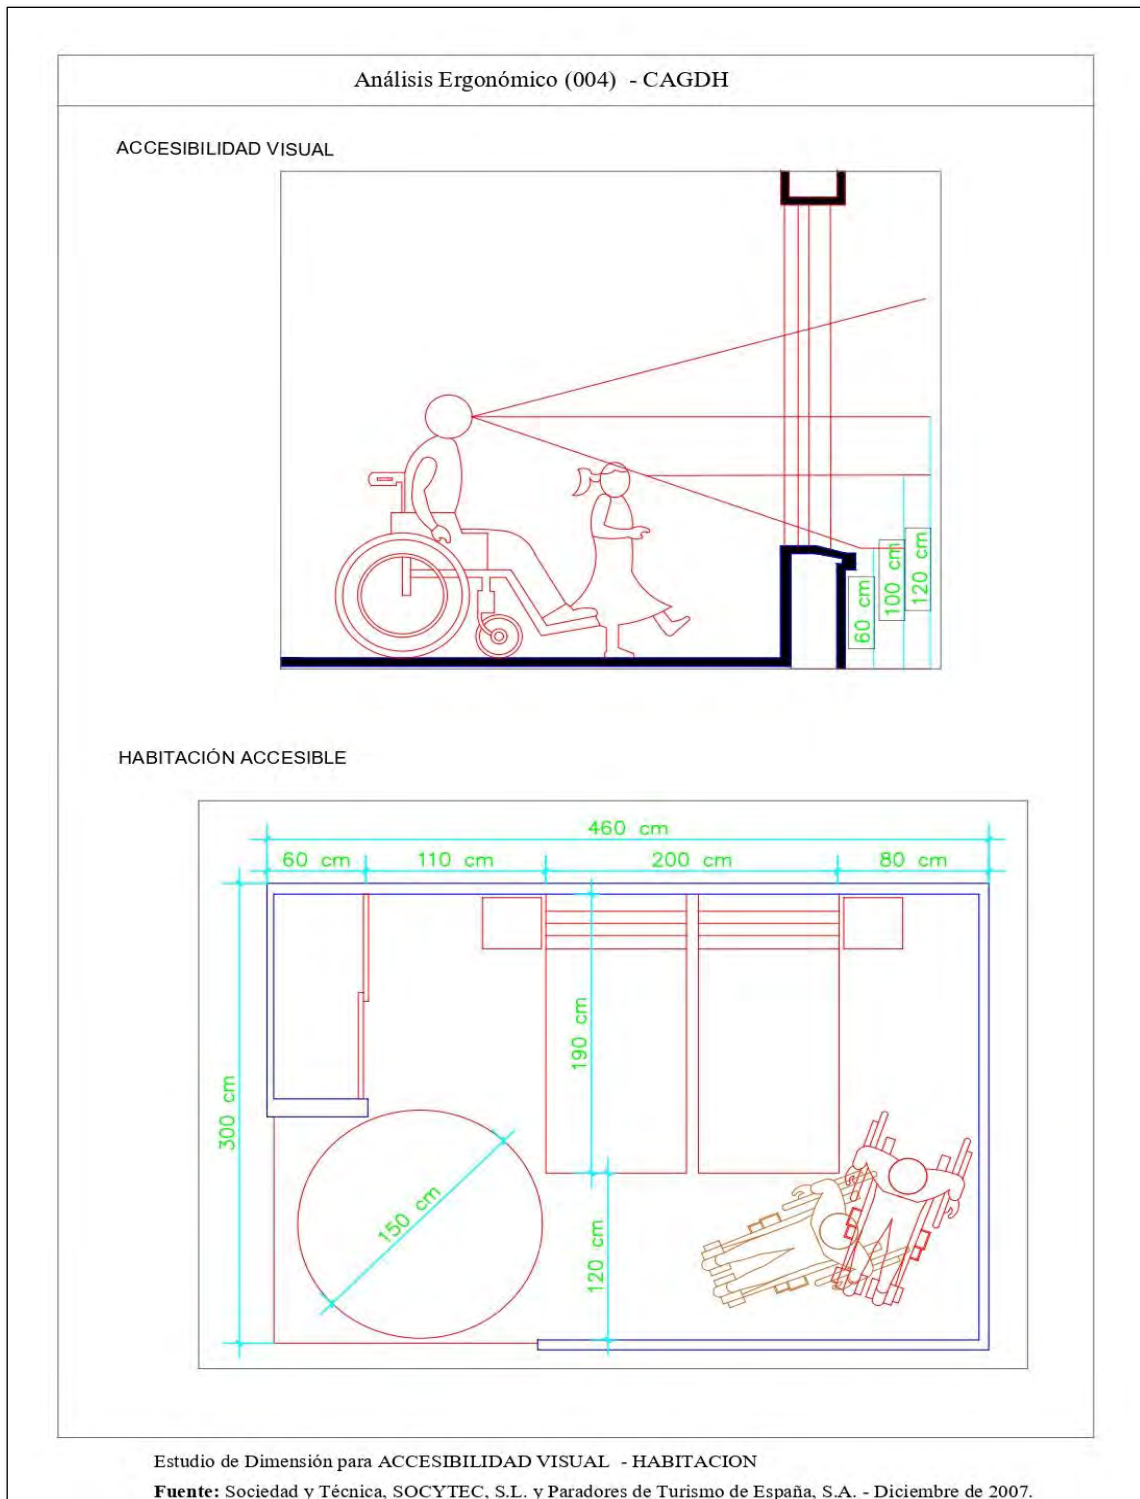 Análisis Ergonómico (004) - CAGDH
ACCESIBILIDAD VISUAL
60 cm
100 cm
120 cm
HABITACIÓN ACCESIBLE
460 cm
60 cm
110 cm
200 cm
80 cm
190 cm
300 cm
150 cm
120 cm
Estudio de Dimensión para ACCESIBILIDAD VISUAL - HABITACION
Fuente: Sociedad y Técnica, SOCYTEC, S.L. y Paradores de Turismo de España, S.A. - Diciembre de 2007.